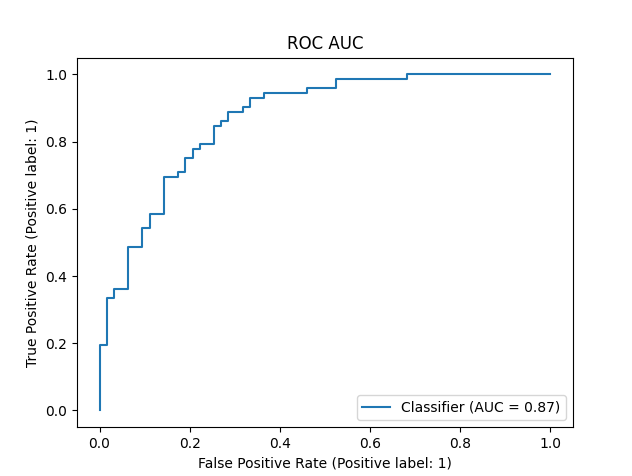 ROC AUC
True Positive Rate (Positive label: 1)
1.0
0.8
0.6
0.4
0.2
0.0
Classifier (AUC = 0.87)
0.0 0.2 0.4 0.6 0.8 1.0
False Positive Rate (Positive label: 1)